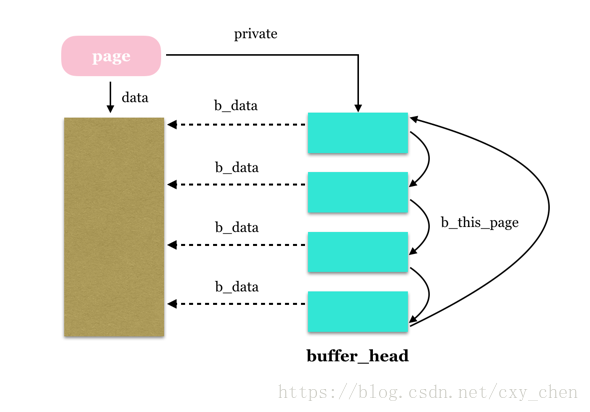 private
page
data
b_data
b_data
b_this_page
b_data
b_data
buffer_head
https://blog.csdn.net/cxy_chen